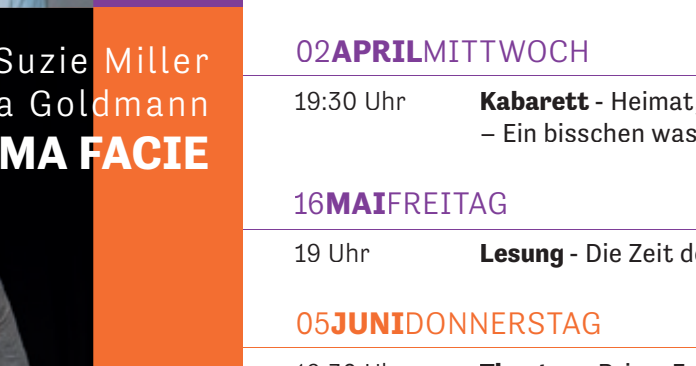 Suzie Miller
a Goldmann
MA FACIE
02APRILMITTWOCH
19:30 Uhr Kabarett - Heimat,
– Ein bisschen was
16MAIFREITAG
19 Uhr Lesung - Die Zeit de
05JUNIDONNERSTAG